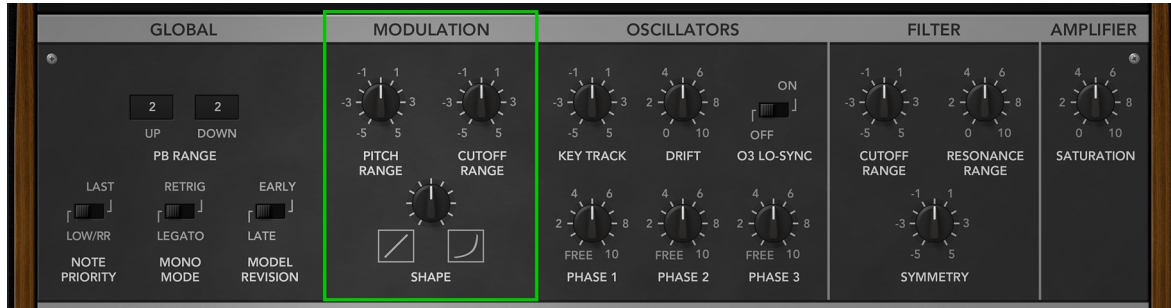 GLOBAL
MODULATION
OSCILLATORS
FILTER
AMPLIFIER
2 2
UP DOWN
PB RANGE
LAST RETRIG EARLY
LOW/RR LEGATO LATE
NOTE MONO MODEL
PRIORITY MODE REVISION
-1 1 -1 1
-3 3 -3 3
-5 5 -5 5
PITCH CUTOFF
RANGE RANGE
SHAPE
-1 1 4 6 ON
-3 3 2 8
-5 5 0 10 OFF
KEY TRACK DRIFT O3 LO-SYNC
4 6 4 6 4 6
2 8 2 8 2 8
FREE 10 FREE 10 FREE 10
PHASE 1 PHASE 2 PHASE 3
-1 1 4 6
-3 3 2 8
-5 5 0 10
CUTOFF RESONANCE
RANGE RANGE
-1 1
-3 3
-5 5
SYMMETRY
4 6
2 8
0 10
SATURATION